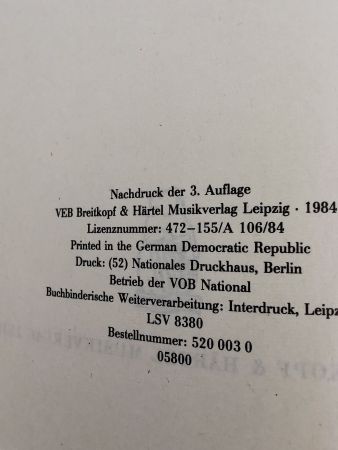 Nachdruck der 3. Auflage
VEB Breitkopf & Härtel Musikverlag Leipzig · 1984
Lizenznummer: 472-155/A 106/84
Printed in the German Democratic Republic
Druck: (52) Nationales Druckhaus, Berlin
Betrieb der VOB National
Buchbinderische Weiterverarbeitung: Interdruck, Leipz
LSV 8380
Bestellnummer: 520 003 0
05800